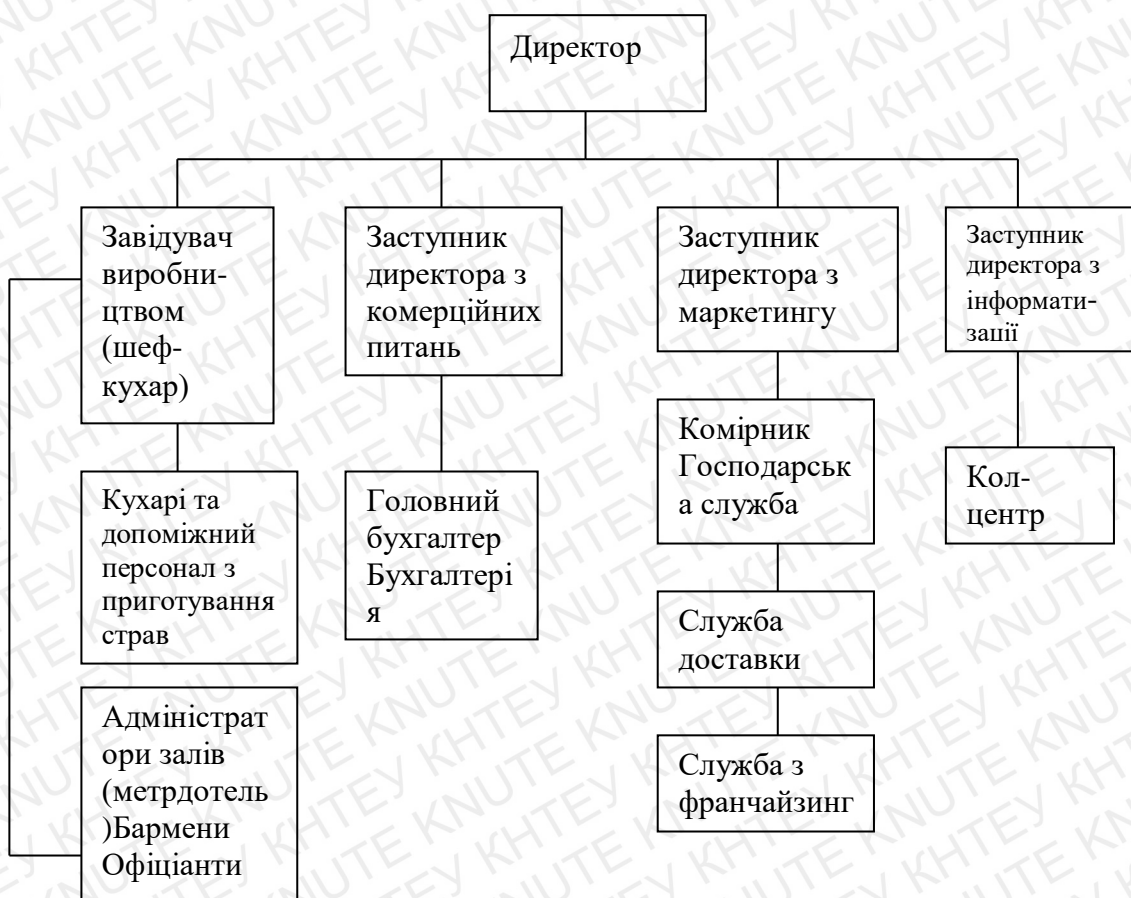 Директор
Завідувач
виробни-
цтвом
(шеф-
кухар)
Заступник
директора з
комерційних
питань
Заступник
директора з
маркетингу
Заступник
директора з
інформати-
зації
Кухарі та
допоміжний
персонал з
приготування
страв
Головний
бухгалтер
Бухгалтері
я
Комірник
Господарськ
а служба
Кол-
центр
Служба
доставки
Адміністрат
ори залів
(метрдотель
)Бармени
Офіціанти
Служба з
франчайзинг